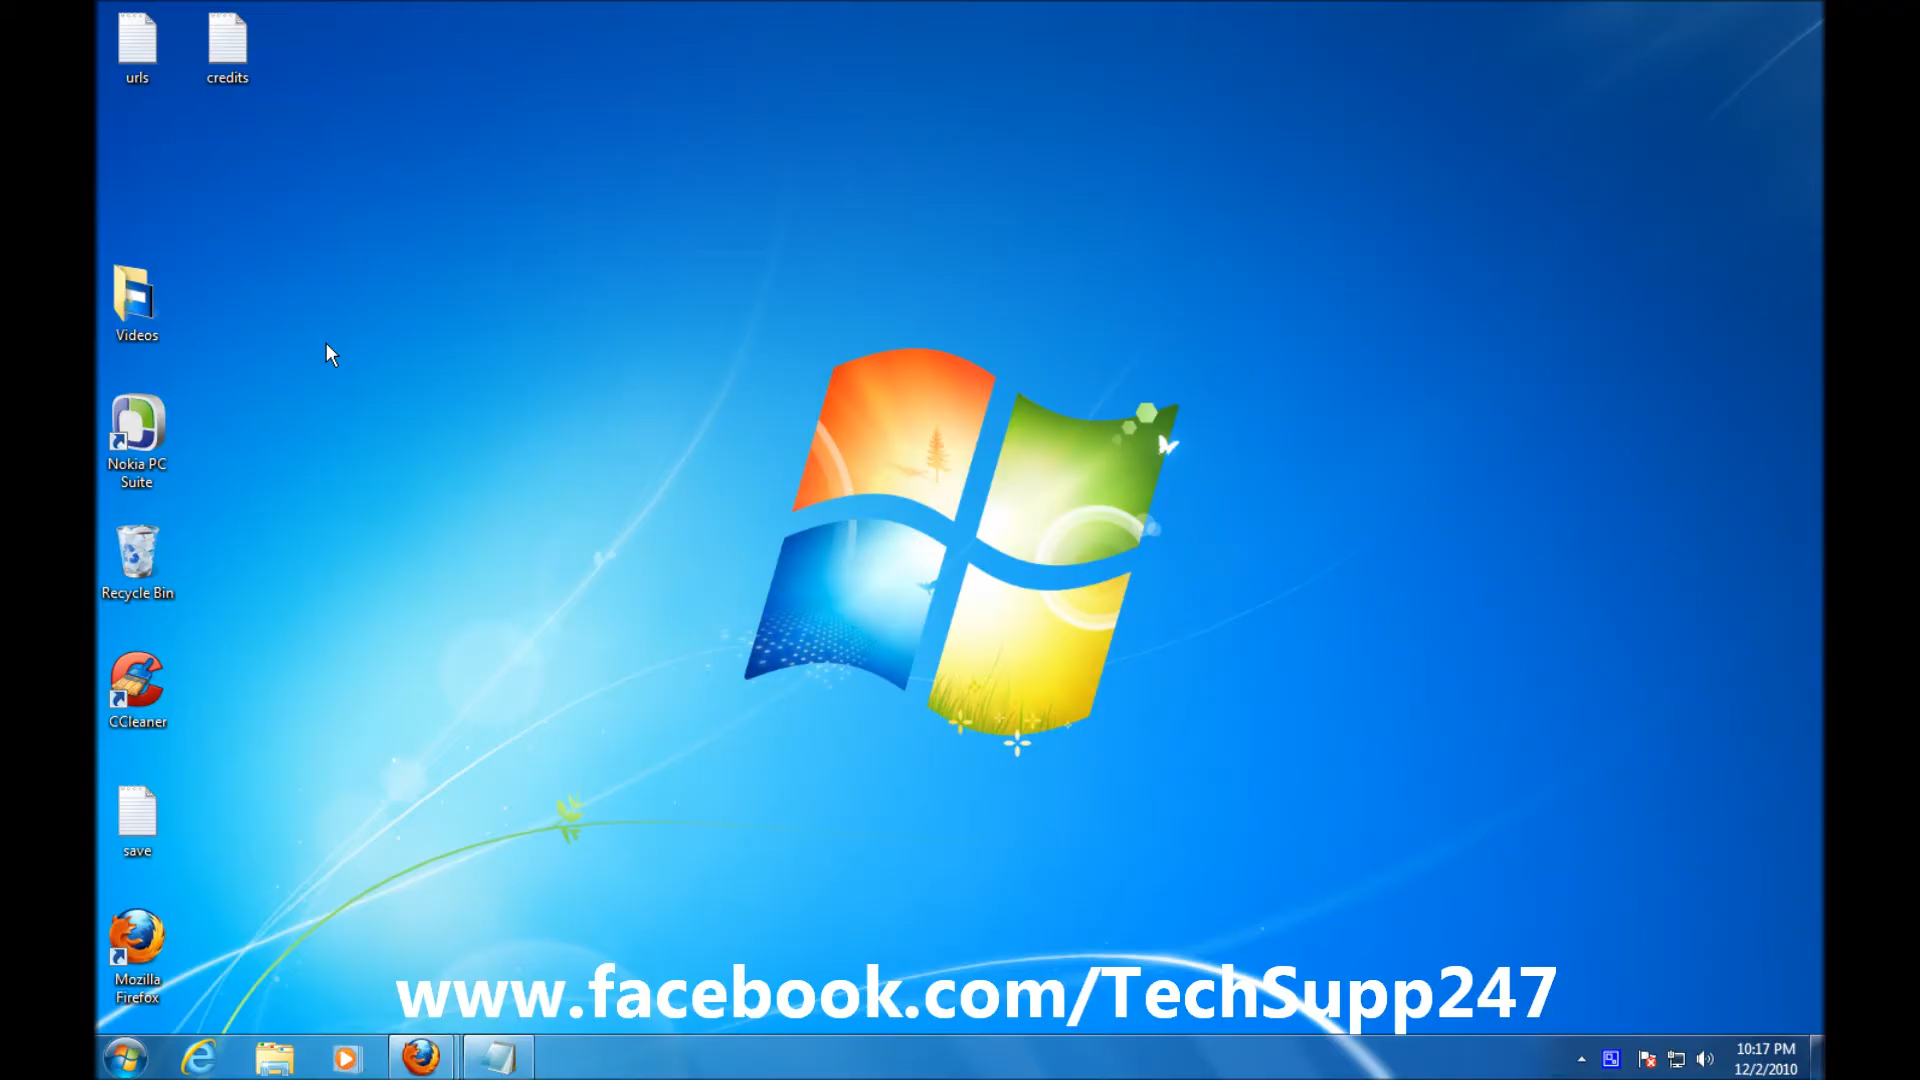 urls
credits
Videos
Nokia PC
Suite
Recycle Bin
CCleaner
save
Mozilla
Firefox
www.facebook.com/TechSupp247
10:17 PM
12/2/2010